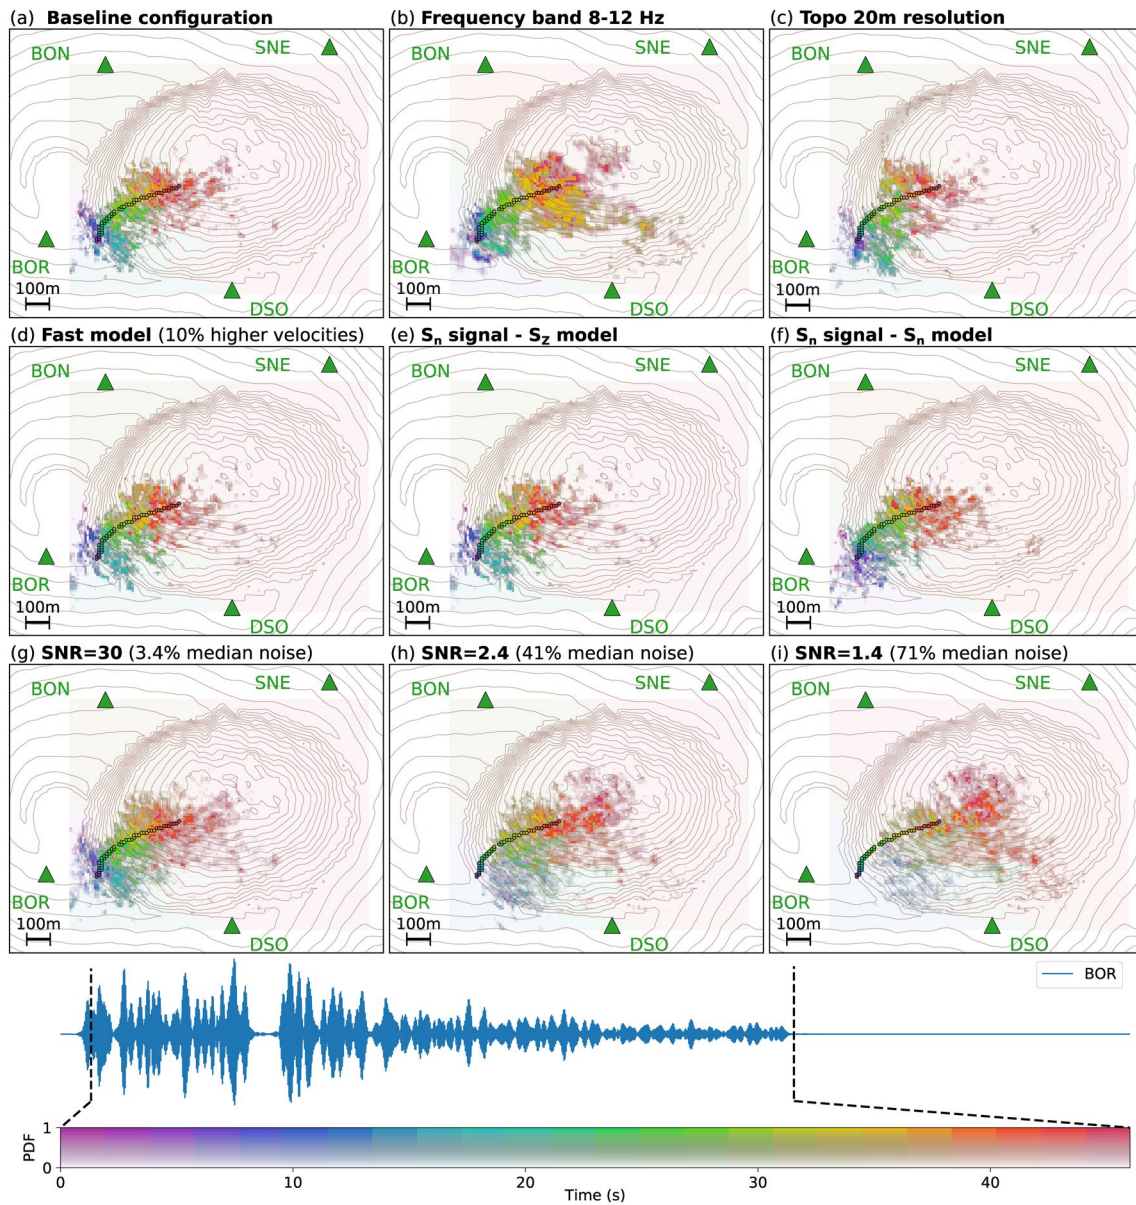 (a) Baseline configuration
(b) Frequency band 8-12 Hz
(c) Topo 20m resolution
BON SNE
BOR
100m
DSO
BON SNE
BOR
100m
DSO
BON SNE
BOR
100m
DSO
(d) Fast model (10% higher velocities)
(e) Sn signal - Sz model
(f) Sn signal - Sn model
BON SNE
BOR
100m
DSO
BON SNE
BOR
100m
DSO
BON SNE
BOR
100m
DSO
(g) SNR=30 (3.4% median noise)
(h) SNR=2.4 (41% median noise)
(i) SNR=1.4 (71% median noise)
BON SNE
BOR
100m
DSO
BON SNE
BOR
100m
DSO
BON SNE
BOR
100m
DSO
BOR
PDF
1
0
0 10 20 30 40
Time (s)